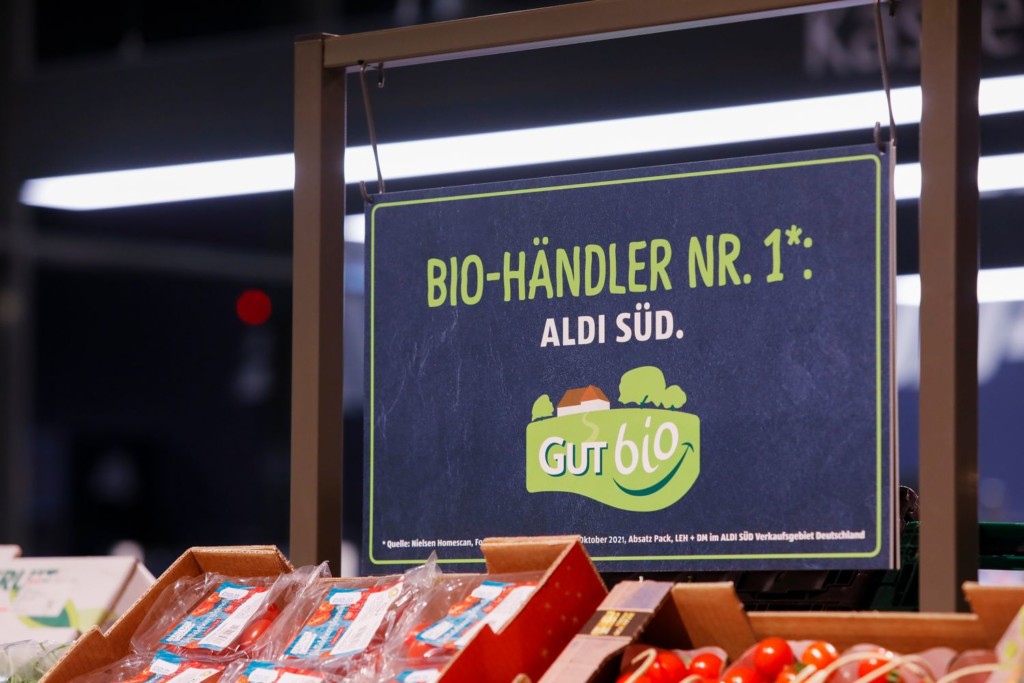 Kasse
BIO-HÄNDLER NR. 1*:
ALDI SÜD.
GUT bio
* Quelle: Nielsen Homescan, Oktober 2021, Absatz Pack, LEH + DM im ALDI SÜD Verkaufsgebiet Deutschland